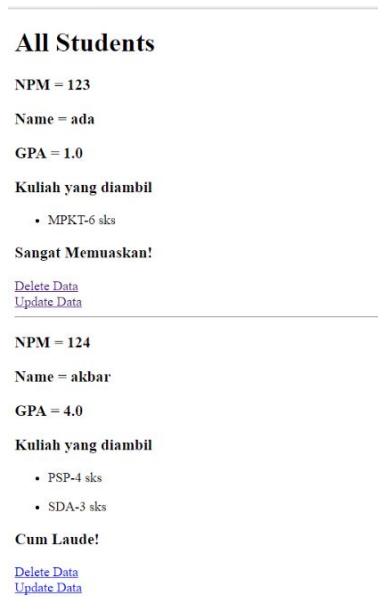 All Students
NPM = 123
Name = ada
GPA = 1.0
Kuliah yang diambil
• MPKT-6 sks
Sangat Memuaskan!
Delete Data
Update Data
NPM = 124
Name = akbar
GPA = 4.0
Kuliah yang diambil
• PSP-4 sks
• SDA-3 sks
Cum Laude!
Delete Data
Update Data